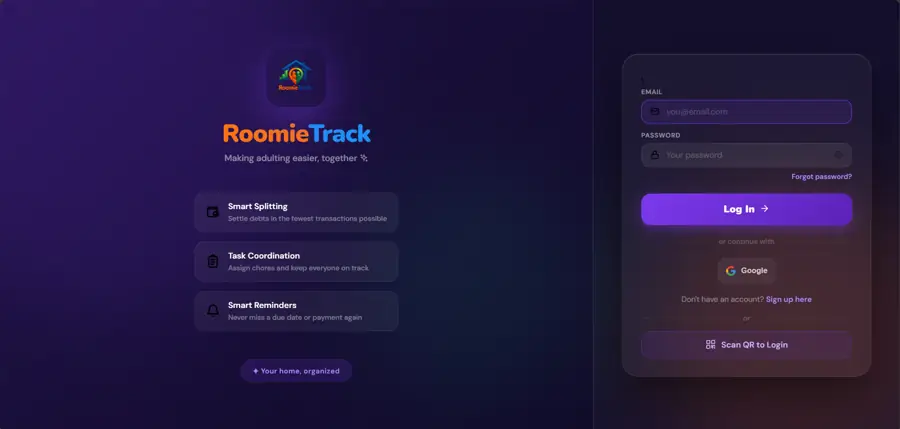 RoomieTrack
RoomieTrack
Making adulting easier, together
Smart Splitting
Settle debts in the fewest transactions possible
Task Coordination
Assign chores and keep everyone on track
Smart Reminders
Never miss a due date or payment again
+ Your home, organized
EMAIL
you@email.com
PASSWORD
Your password
Forgot password?
Log In →
or continue with
Google
Don't have an account? Sign up here
or
Scan QR to Login